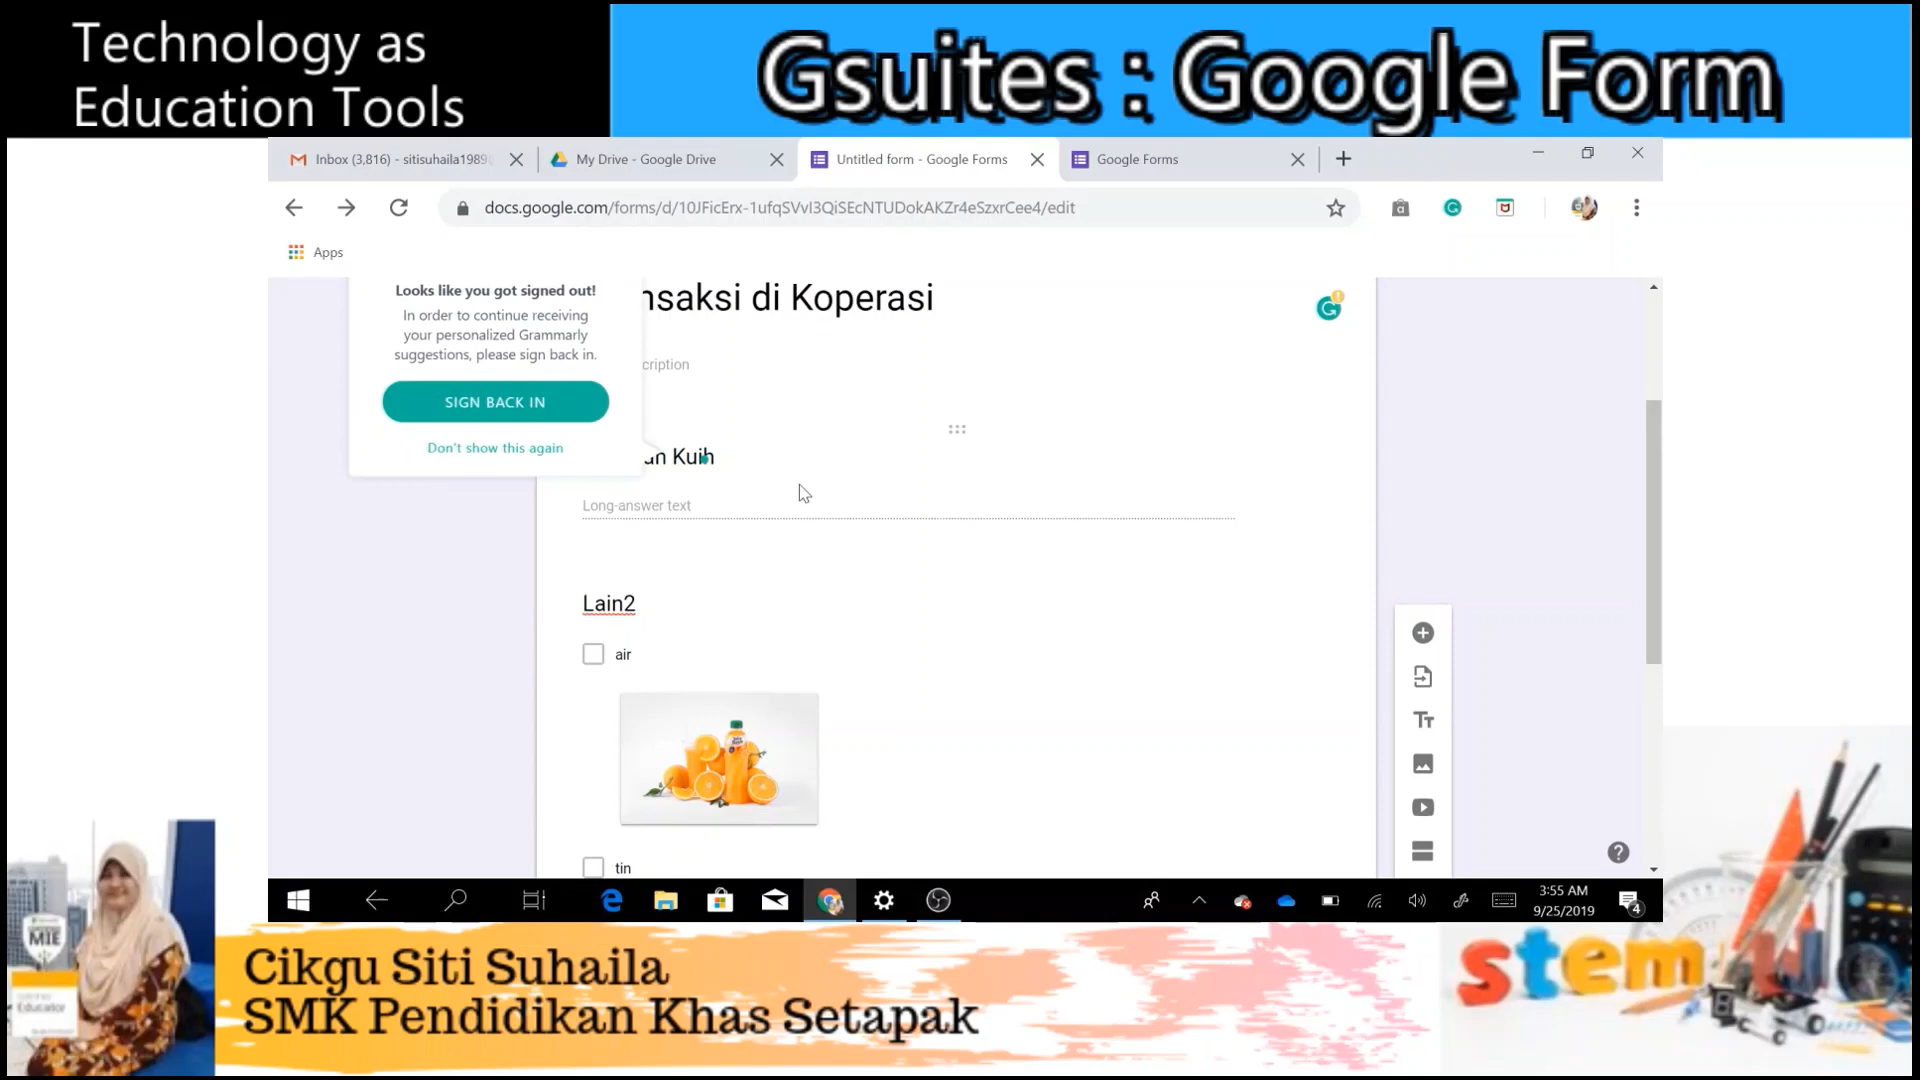 Technology as
Education Tools
Gsuites : Google Form
Inbox (3,816) - sitisuhaila1989
My Drive - Google Drive
Untitled form - Google Forms
Google Forms
docs.google.com/forms/d/10JFicErx-1ufqSVvI3QiSEcNTUDokAKZr4eSzxrCee4/edit
Apps
Looks like you got signed out!
In order to continue receiving
your personalized Grammarly
suggestions, please sign back in.
SIGN BACK IN
Don't show this again
nsaksi di Koperasi
cription
an Kuih
Long-answer text
Lain2
air
tin
Tт
3:55 AM
9/25/2019
4
MIE
Educator
Cikgu Siti Suhaila
SMK Pendidikan Khas Setapak
stem